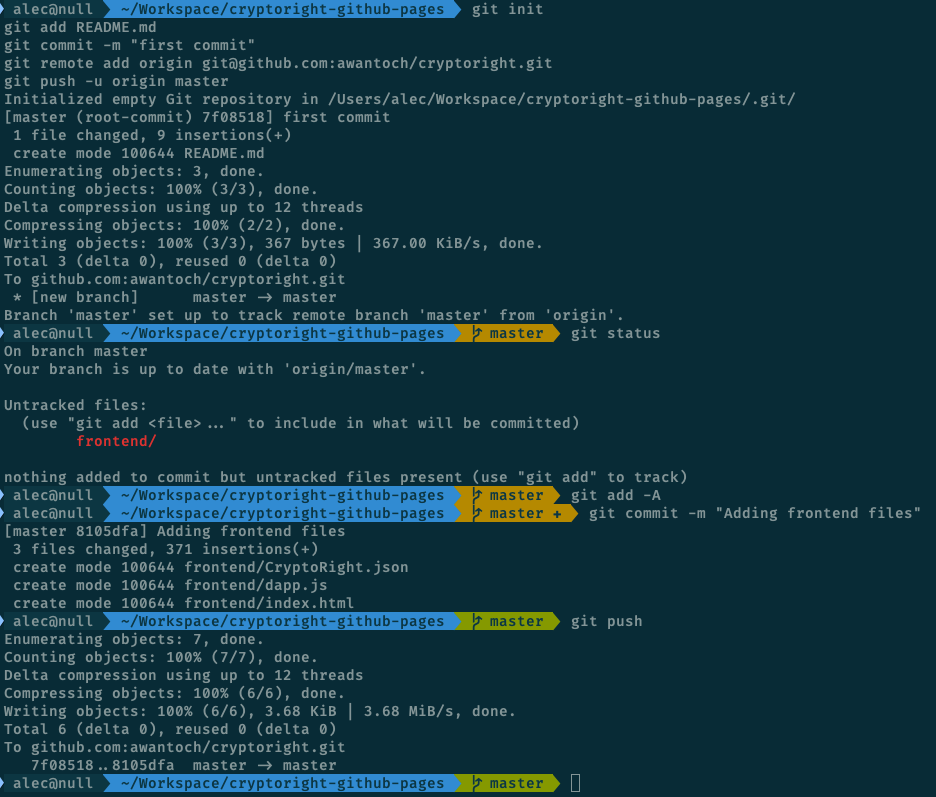 alec@null ~/Workspace/cryptoright-github-pages git init
git add README.md
git commit -m "first commit"
git remote add origin git@github.com:awantoch/cryptoright.git
git push -u origin master
Initialized empty Git repository in /Users/alec/Workspace/cryptoright-github-pages/.git/
[master (root-commit) 7f08518] first commit
 1 file changed, 9 insertions(+)
 create mode 100644 README.md
Enumerating objects: 3, done.
Counting objects: 100% (3/3), done.
Delta compression using up to 12 threads
Compressing objects: 100% (2/2), done.
Writing objects: 100% (3/3), 367 bytes | 367.00 KiB/s, done.
Total 3 (delta 0), reused 0 (delta 0)
To github.com:awantoch/cryptoright.git
 * [new branch]      master -> master
Branch 'master' set up to track remote branch 'master' from 'origin'.
alec@null ~/Workspace/cryptoright-github-pages master git status
On branch master
Your branch is up to date with 'origin/master'.

Untracked files:
  (use "git add <file>..." to include in what will be committed)
        frontend/

nothing added to commit but untracked files present (use "git add" to track)
alec@null ~/Workspace/cryptoright-github-pages master git add -A
alec@null ~/Workspace/cryptoright-github-pages master + git commit -m "Adding frontend files"
[master 8105dfa] Adding frontend files
 3 files changed, 371 insertions(+)
 create mode 100644 frontend/CryptoRight.json
 create mode 100644 frontend/dapp.js
 create mode 100644 frontend/index.html
alec@null ~/Workspace/cryptoright-github-pages master git push
Enumerating objects: 7, done.
Counting objects: 100% (7/7), done.
Delta compression using up to 12 threads
Compressing objects: 100% (6/6), done.
Writing objects: 100% (6/6), 3.68 KiB | 3.68 MiB/s, done.
Total 6 (delta 0), reused 0 (delta 0)
To github.com:awantoch/cryptoright.git
   7f08518..8105dfa  master -> master
alec@null ~/Workspace/cryptoright-github-pages master